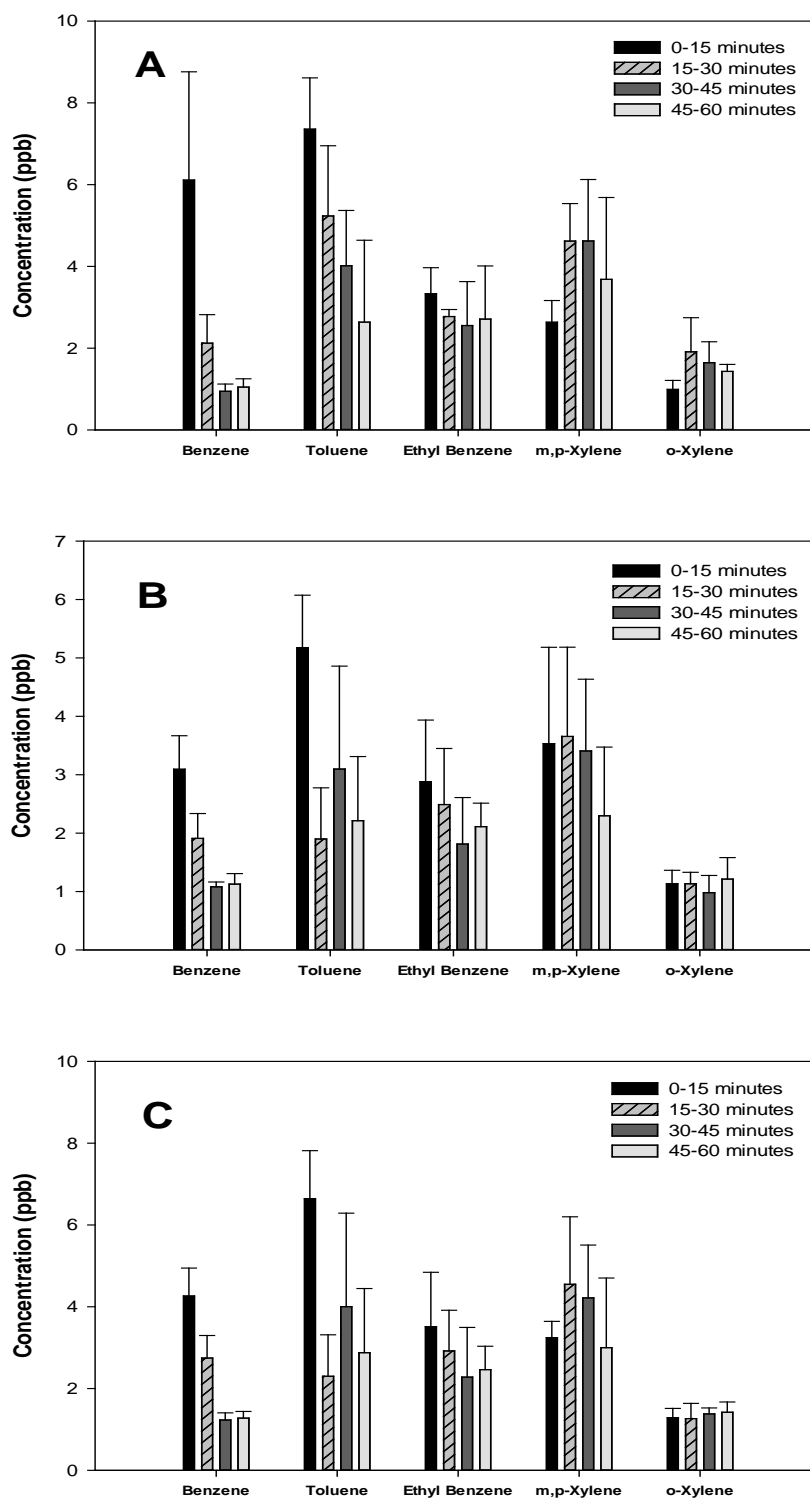 10
8
6
4
2
0
Concentration (ppb)
A
0-15 minutes
15-30 minutes
30-45 minutes
45-60 minutes
Benzene Toluene Ethyl Benzene m,p-Xylene o-Xylene
7
6
5
4
3
2
1
0
Concentration (ppb)
B
0-15 minutes
15-30 minutes
30-45 minutes
45-60 minutes
Benzene Toluene Ethyl Benzene m,p-Xylene o-Xylene
10
8
6
4
2
0
Concentration (ppb)
C
0-15 minutes
15-30 minutes
30-45 minutes
45-60 minutes
Benzene Toluene Ethyl Benzene m,p-Xylene o-Xylene